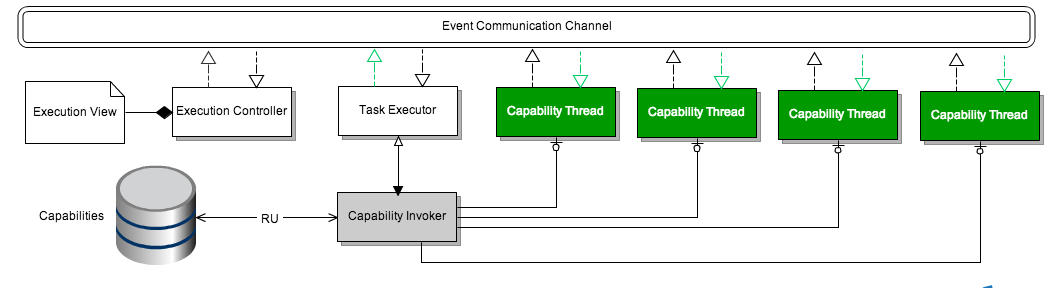 Event Communication Channel
Execution View
Execution Controller
Task Executor
Capability Thread
Capability Thread
Capability Thread
Capability Thread
Capabilities
RU
Capability Invoker